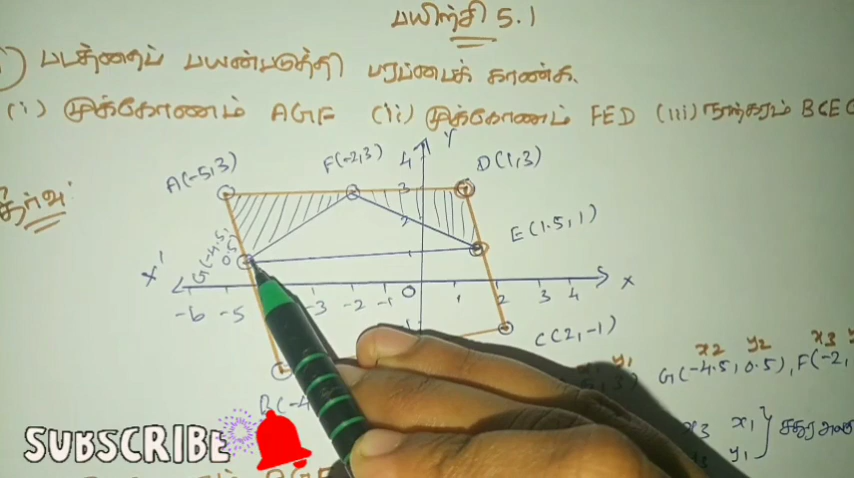 பயிற்சி 5.1
படத்தைப் பயன்படுத்தி பரப்பைக் காண்க.
(i) முக்கோணம் AGF (ii) முக்கோணம் FED (iii) நாற்கரம் BCEG
தீர்வு:
Y
A(-5,3) F(-2,3) 4 D(1,3)
3
2 E(1.5,1)
G(-4.5, 0.5)
1
X' X
-6 -5 -3 -2 -1 O 1 2 3 4
C(2,-1)
x2 y2 x3
y1 G(-4.5, 0.5), F(-2,
B(-4
x3 x1
y1
SUBSCRIBE